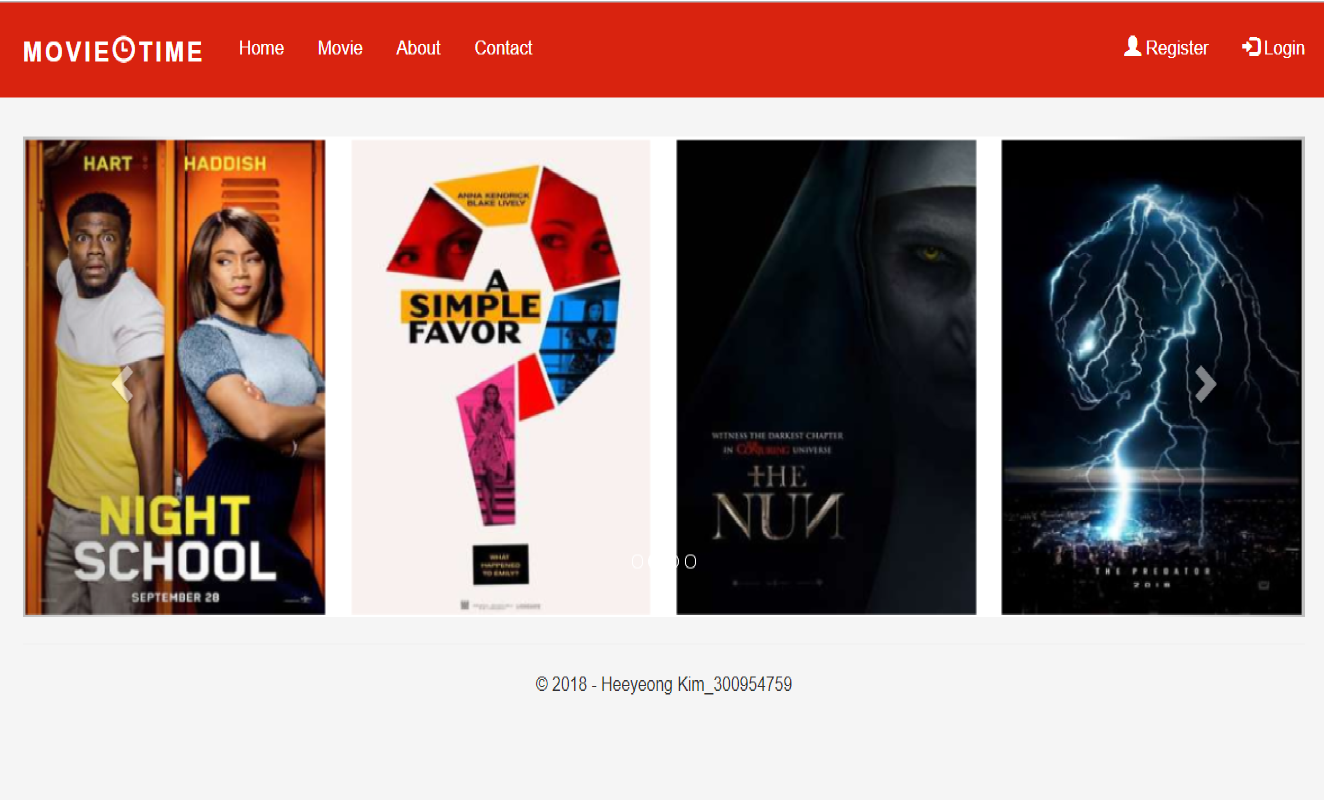 MOVIE TIME
Home
Movie
About
Contact
Register
Login
HART
HADDISH
NIGHT
SCHOOL
SEPTEMBER 28
ANNA KENDRICK
BLAKE LIVELY
A
SIMPLE
FAVOR
WHAT
HAPPENED
TO EMILY?
WITNESS THE DARKEST CHAPTER
IN THE CONJURING UNIVERSE
THE
NUN
THE PREDATOR
2018
© 2018 - Heeyeong Kim_300954759